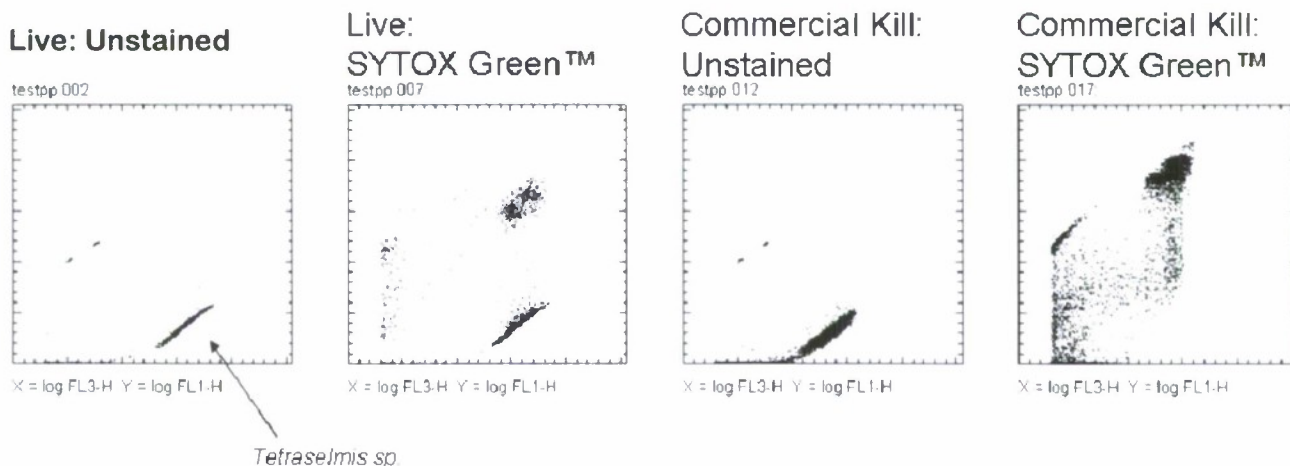 Live: Unstained
testpp 002
X = log FL3-H Y = log FL1-H
Tetraselmis sp.
Live:
SYTOX Green™
testpp 007
X = log FL3-H Y = log FL1-H
Commercial Kill:
Unstained
testpp 012
X = log FL3-H Y = log FL1-H
Commercial Kill:
SYTOX Green™
testpp 017
X = log FL3-H Y = log FL1-H